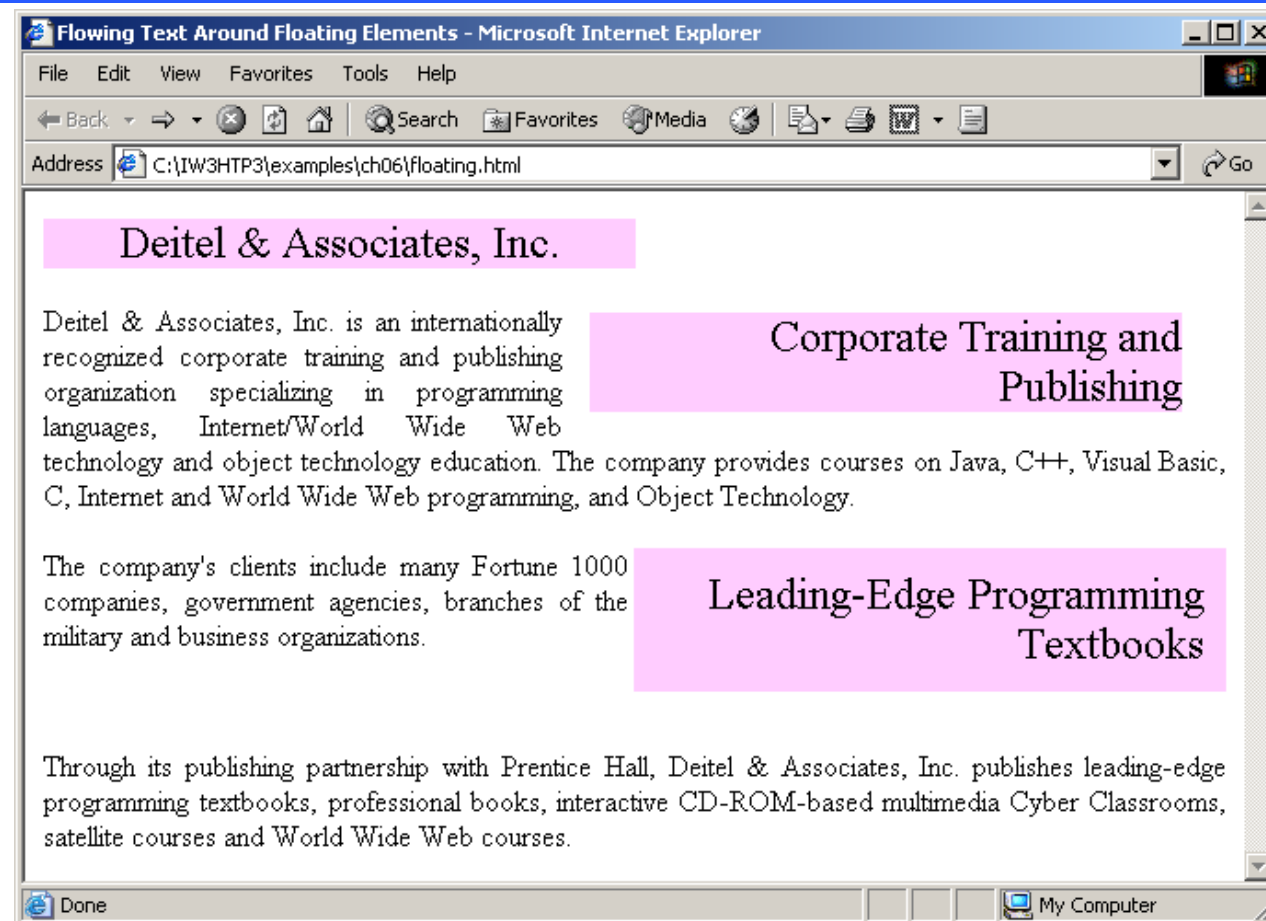 Flowing Text Around Floating Elements - Microsoft Internet Explorer
File Edit View Favorites Tools Help
Back Search Favorites Media W
Address C:\IW3HTP3\examples\ch06\floating.html Go
Deitel & Associates, Inc.
Corporate Training and
Publishing
Deitel & Associates, Inc. is an internationally
recognized corporate training and publishing
organization specializing in programming
languages, Internet/World Wide Web
technology and object technology education. The company provides courses on Java, C++, Visual Basic,
C, Internet and World Wide Web programming, and Object Technology.
Leading-Edge Programming
Textbooks
The company's clients include many Fortune 1000
companies, government agencies, branches of the
military and business organizations.
Through its publishing partnership with Prentice Hall, Deitel & Associates, Inc. publishes leading-edge
programming textbooks, professional books, interactive CD-ROM-based multimedia Cyber Classrooms,
satellite courses and World Wide Web courses.
Done My Computer